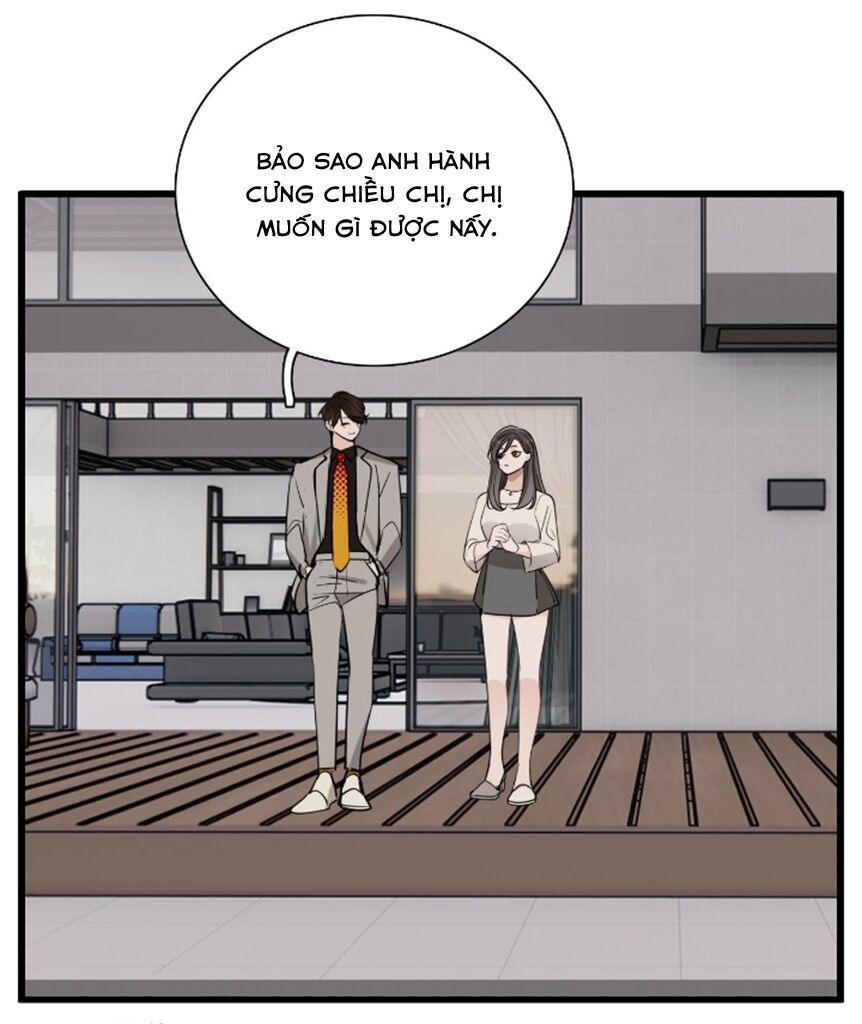 BẢO SAO ANH HÀNH
CƯNG CHIỀU CHỊ, CHỊ
MUỐN GÌ ĐƯỢC NẤY.